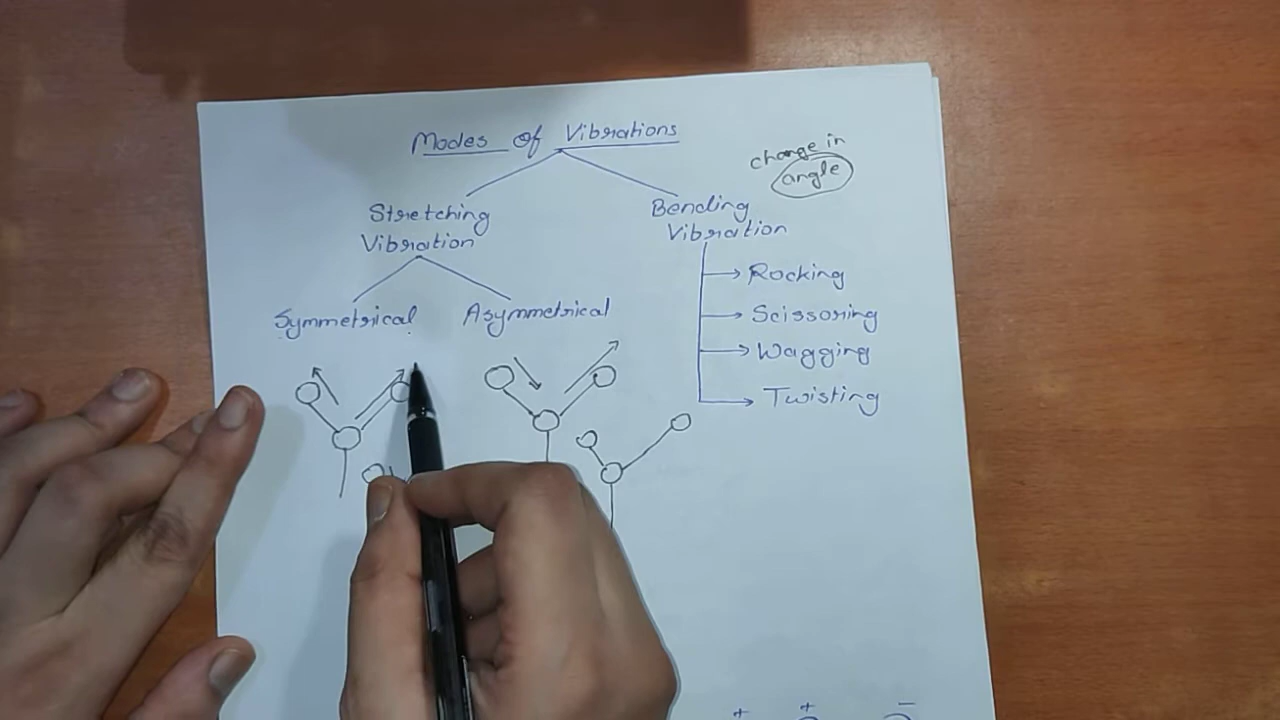 Modes of Vibrations
change in
angle
Stretching
Vibration
Bending
Vibration
Symmetrical
Asymmetrical
Rocking
Scissoring
Wagging
Twisting
+ + -